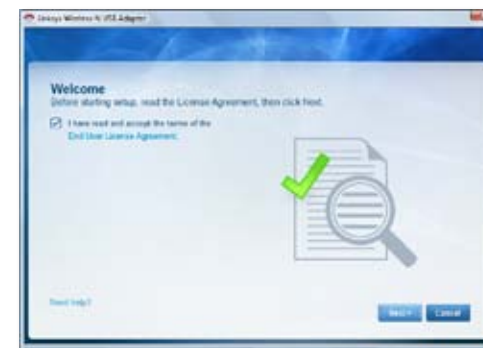 Linksys Wireless-N USB Adapter
Welcome
Before starting setup, read the License Agreement, then click Next.
I have read and accept the terms of the
End User License Agreement.
Need help?
Next
Cancel